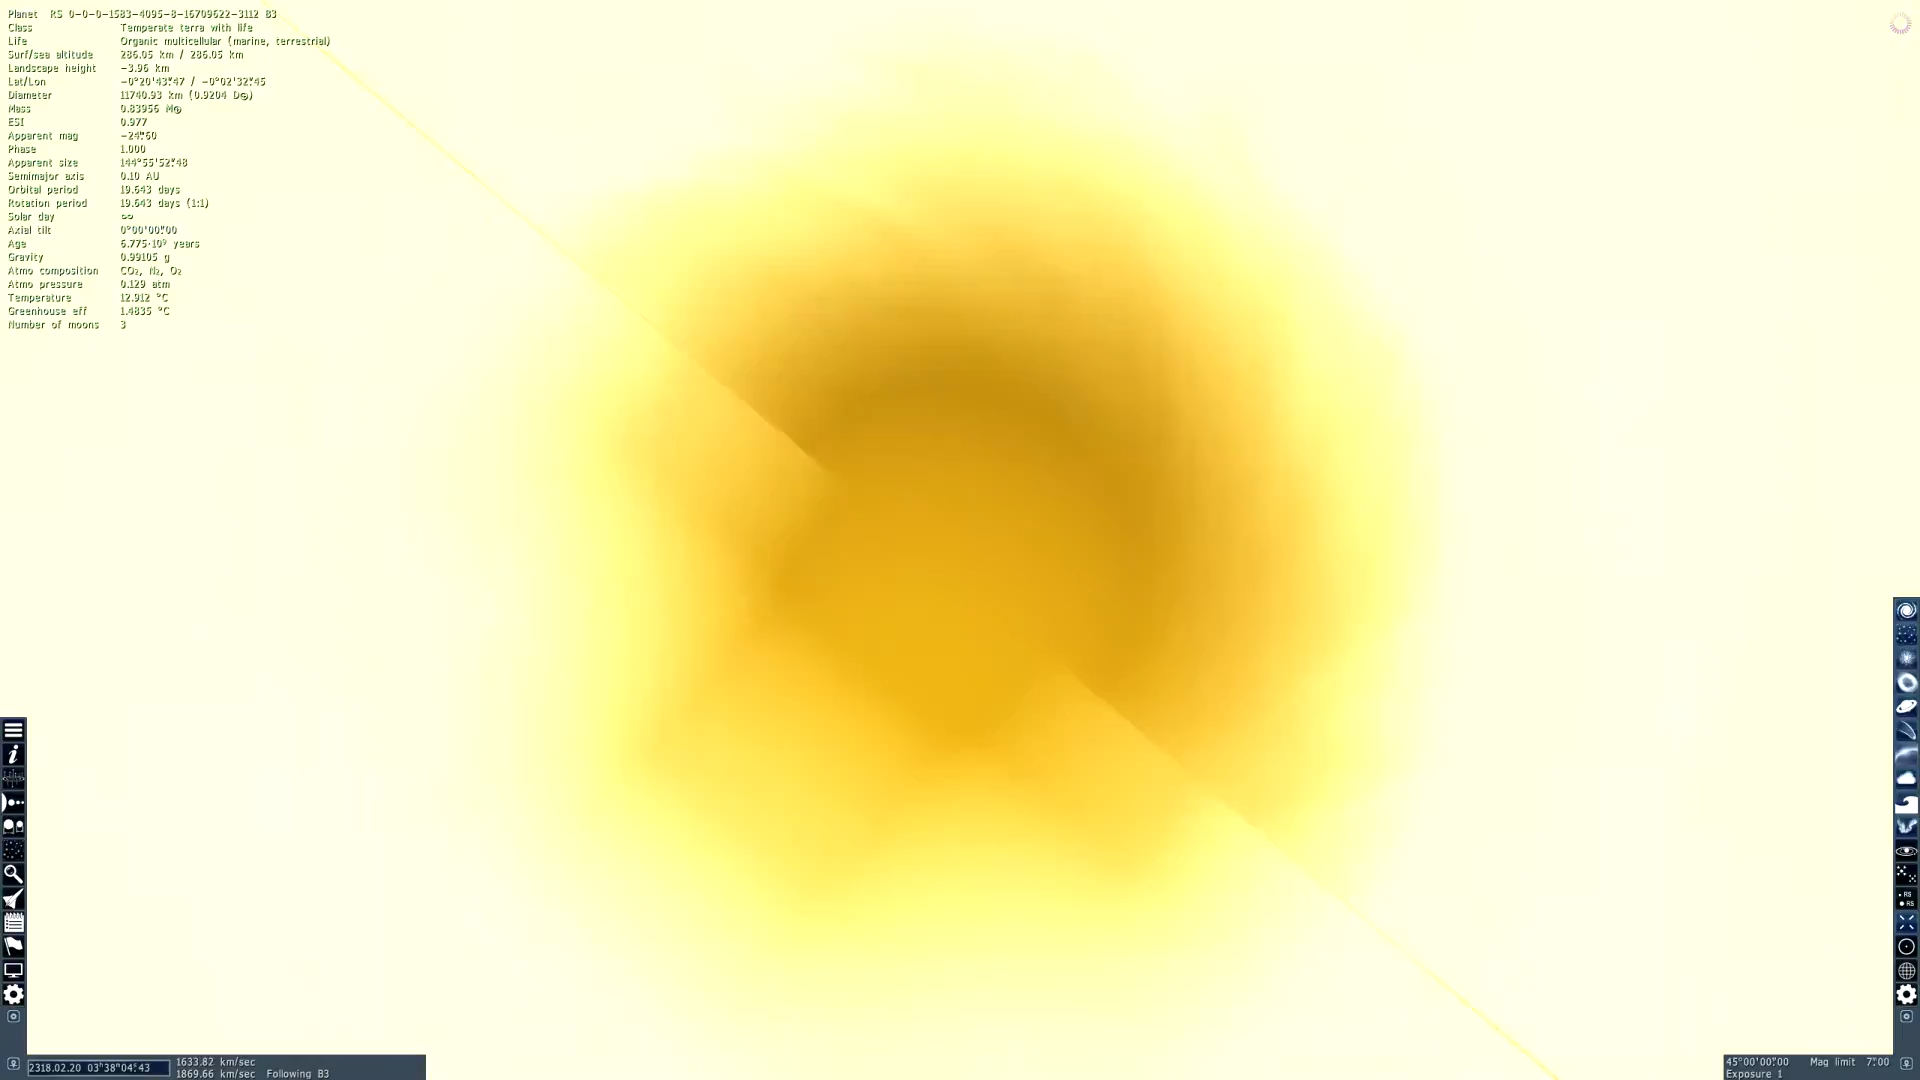 Planet RS 0-0-0-1583-4095-8-16709622-3112 B3
Class Temperate terra with life
Life Organic multicellular (marine, terrestrial)
Surf/sea altitude 286.05 km / 286.05 km
Landscape height -3.96 km
Lat/Lon -0°20'43."47 / -0°02'32."45
Diameter 11740.93 km (0.9204 D⊕)
Mass 0.83956 M⊕
ESI 0.977
Apparent mag -24.ᵐ60
Phase 1.000
Apparent size 144°55'52."48
Semimajor axis 0.10 AU
Orbital period 19.643 days
Rotation period 19.643 days (1:1)
Solar day ∞
Axial tilt 0°00'00."00
Age 6.775·10⁹ years
Gravity 0.99105 g
Atmo composition CO₂, N₂, O₂
Atmo pressure 0.129 atm
Temperature 12.912 °C
Greenhouse eff 1.4835 °C
Number of moons 3
RS
RS
2318.02.20 03ʰ38ᵐ04.ˢ43
1633.82 km/sec
1869.66 km/sec Following B3
45°00'00."00 Mag limit 7.ᵐ00
Exposure 1